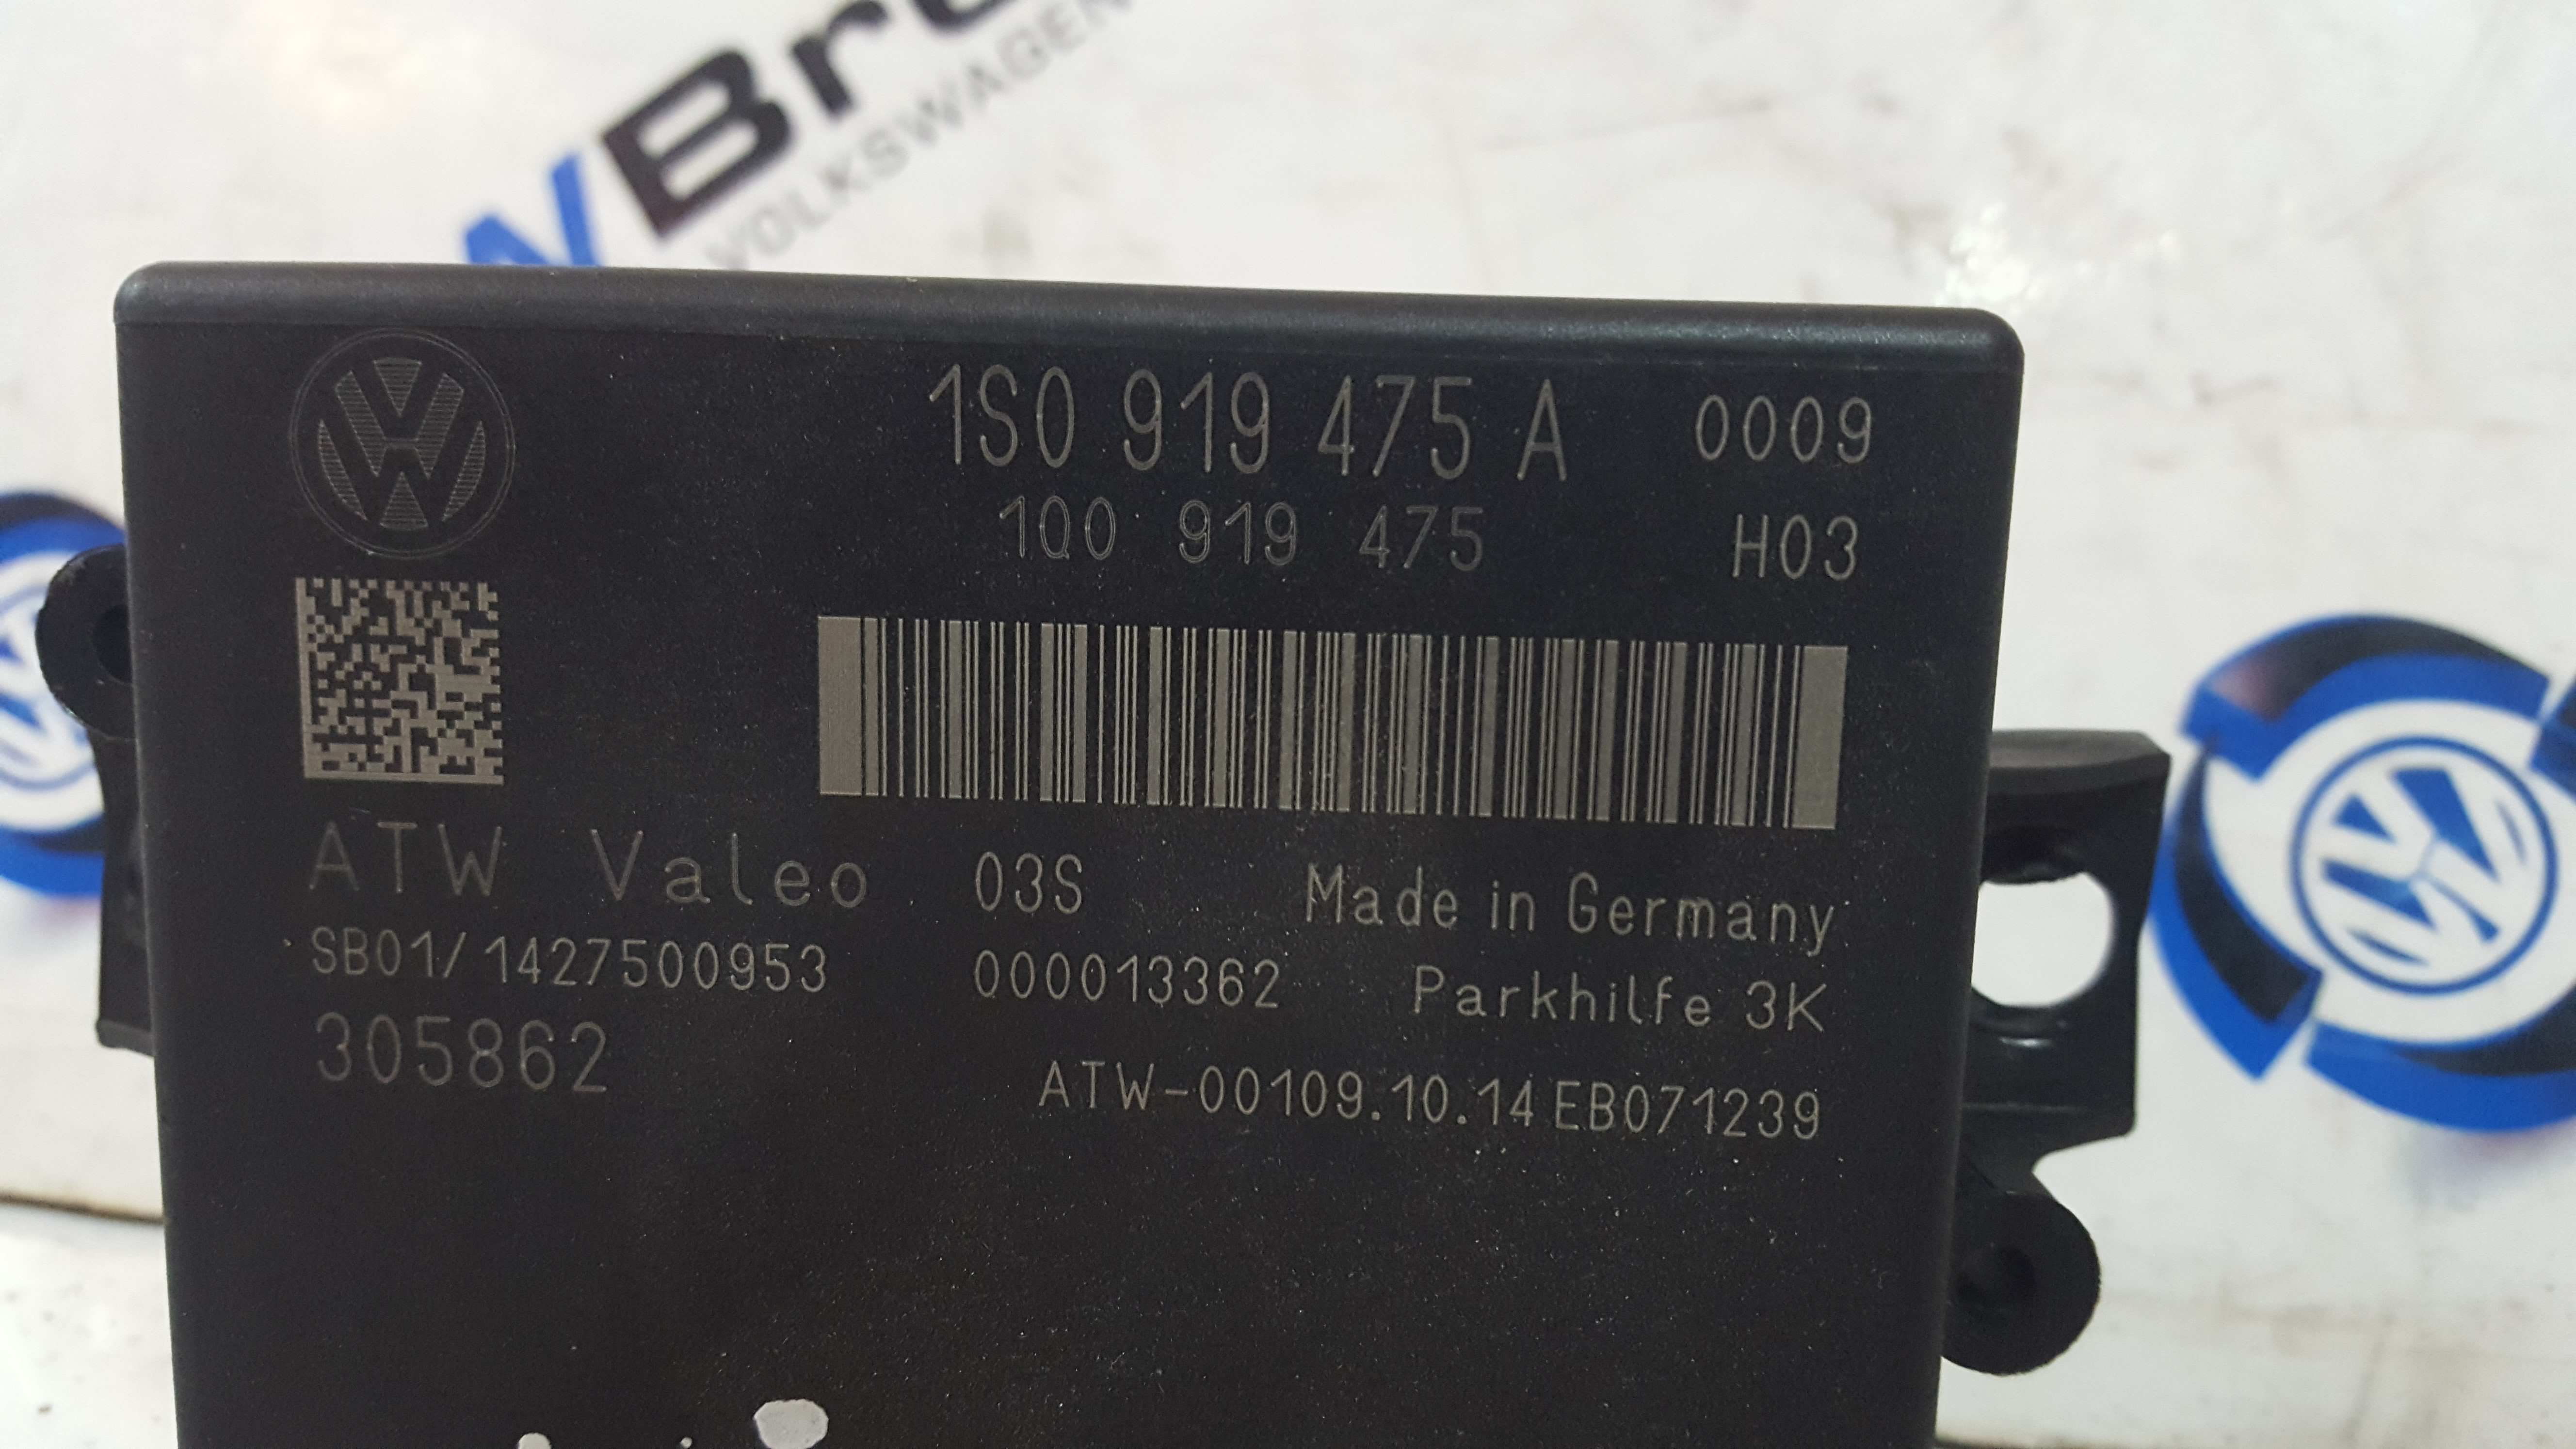 VOLKSWAGEN
1S0 919 475 A 0009
1Q0 919 475 H03
ATW Valeo 03S Made in Germany
SB01/1427500953 000013362 Parkhilfe 3K
305862
ATW-00109.10.14 EB071239